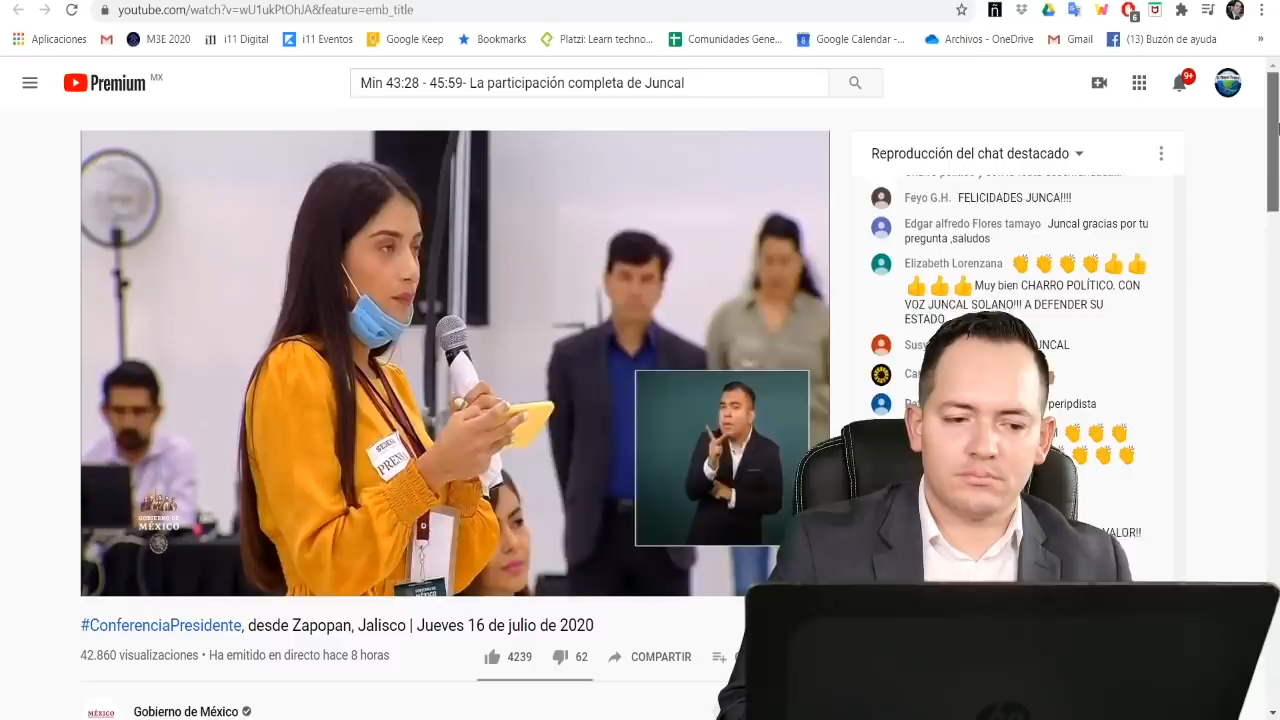 youtube.com/watch?v=wU1ukPtOhJA&feature=emb_title
ñ
6
Aplicaciones
M3E 2020
i11 Digital
i11 Eventos
Google Keep
Bookmarks
Platzi: Learn techno...
Comunidades Gene...
8 Google Calendar -...
Archivos - OneDrive
Gmail
(13) Buzón de ayuda
»
Premium MX
Min 43:28 - 45:59- La participación completa de Juncal
9+
Reproducción del chat destacado
Feyo G.H. FELICIDADES JUNCA!!!!
Edgar alfredo Flores tamayo Juncal gracias por tu
pregunta ,saludos
Elizabeth Lorenzana 👏👏👏👏👍👍
👍👍👍Muy bien CHARRO POLÍTICO. CON
VOZ JUNCAL SOLANO!!! A DEFENDER SU
ESTADO
JUNCAL
peripdista
👏👏👏
👏👏👏
VALOR!!
PRENSA
GOBIERNO DE
MÉXICO
#ConferenciaPresidente, desde Zapopan, Jalisco | Jueves 16 de julio de 2020
42.860 visualizaciones • Ha emitido en directo hace 8 horas
4239
62
COMPARTIR
MÉXICO
Gobierno de México
hp